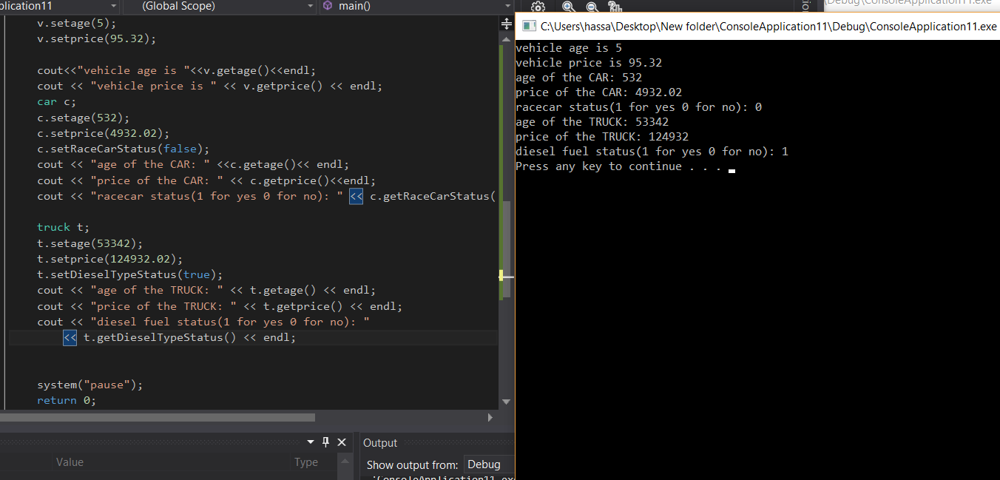 plication11 (Global Scope) main()
v.setage(5);
v.setprice(95.32);
cout<<"vehicle age is "<<v.getage()<<endl;
cout << "vehicle price is " << v.getprice() << endl;
car c;
c.setage(532);
c.setprice(4932.02);
c.setRaceCarStatus(false);
cout << "age of the CAR: " <<c.getage()<< endl;
cout << "price of the CAR: " << c.getprice()<<endl;
cout << "racecar status(1 for yes 0 for no): " << c.getRaceCarStatus(
truck t;
t.setage(53342);
t.setprice(124932.02);
t.setDieselTypeStatus(true);
cout << "age of the TRUCK: " << t.getage() << endl;
cout << "price of the TRUCK: " << t.getprice() << endl;
cout << "diesel fuel status(1 for yes 0 for no): "
<< t.getDieselTypeStatus() << endl;
system("pause");
return 0;
Value Type
Output
Show output from: Debug
'ConsoleApplication11.exe
\Debug\ConsoleApplication11.exe
C:\Users\hassa\Desktop\New folder\ConsoleApplication11\Debug\ConsoleApplication11.exe
vehicle age is 5
vehicle price is 95.32
age of the CAR: 532
price of the CAR: 4932.02
racecar status(1 for yes 0 for no): 0
age of the TRUCK: 53342
price of the TRUCK: 124932
diesel fuel status(1 for yes 0 for no): 1
Press any key to continue . . .